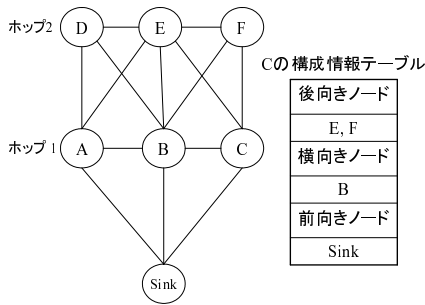 ホップ2
D
E
F
ホップ1
A
B
C
Sink
Cの構成情報テーブル
後向きノード
E, F
横向きノード
B
前向きノード
Sink